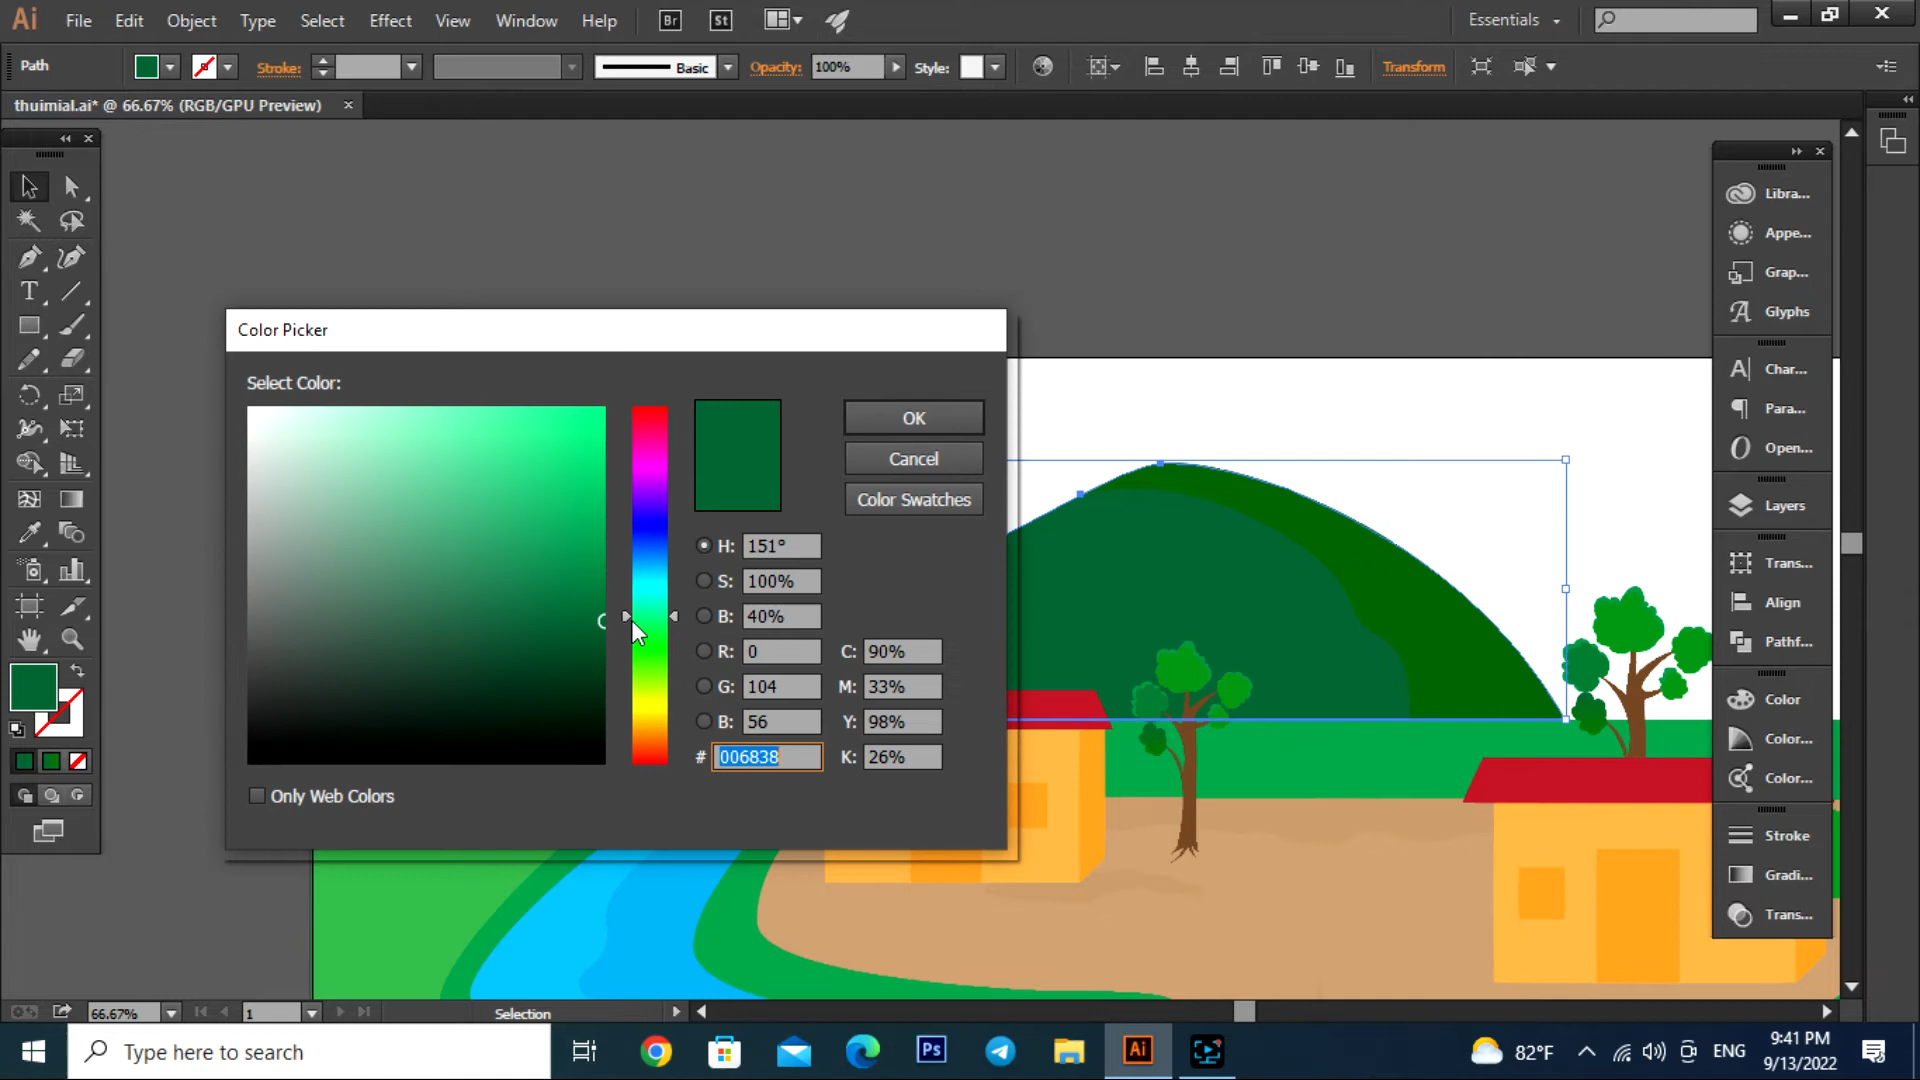 Ai File Edit Object Type Select Effect View Window Help Br St Essentials
Path Stroke: Basic Opacity: 100% Style: Transform
thuimial.ai* @ 66.67% (RGB/GPU Preview)
Color Picker
Select Color:
OK
Cancel
Color Swatches
H: 151°
S: 100%
B: 40%
R: 0 C: 90%
G: 104 M: 33%
B: 56 Y: 98%
# 006838 K: 26%
Only Web Colors
Libra...
Appe...
Grap...
Glyphs
Char...
Para...
Open...
Layers
Trans...
Align
Pathf...
Color
Color...
Color...
Stroke
Gradi...
Trans...
66.67% 1 Selection
Type here to search Ps Ai 82°F ENG 9:41 PM
9/13/2022